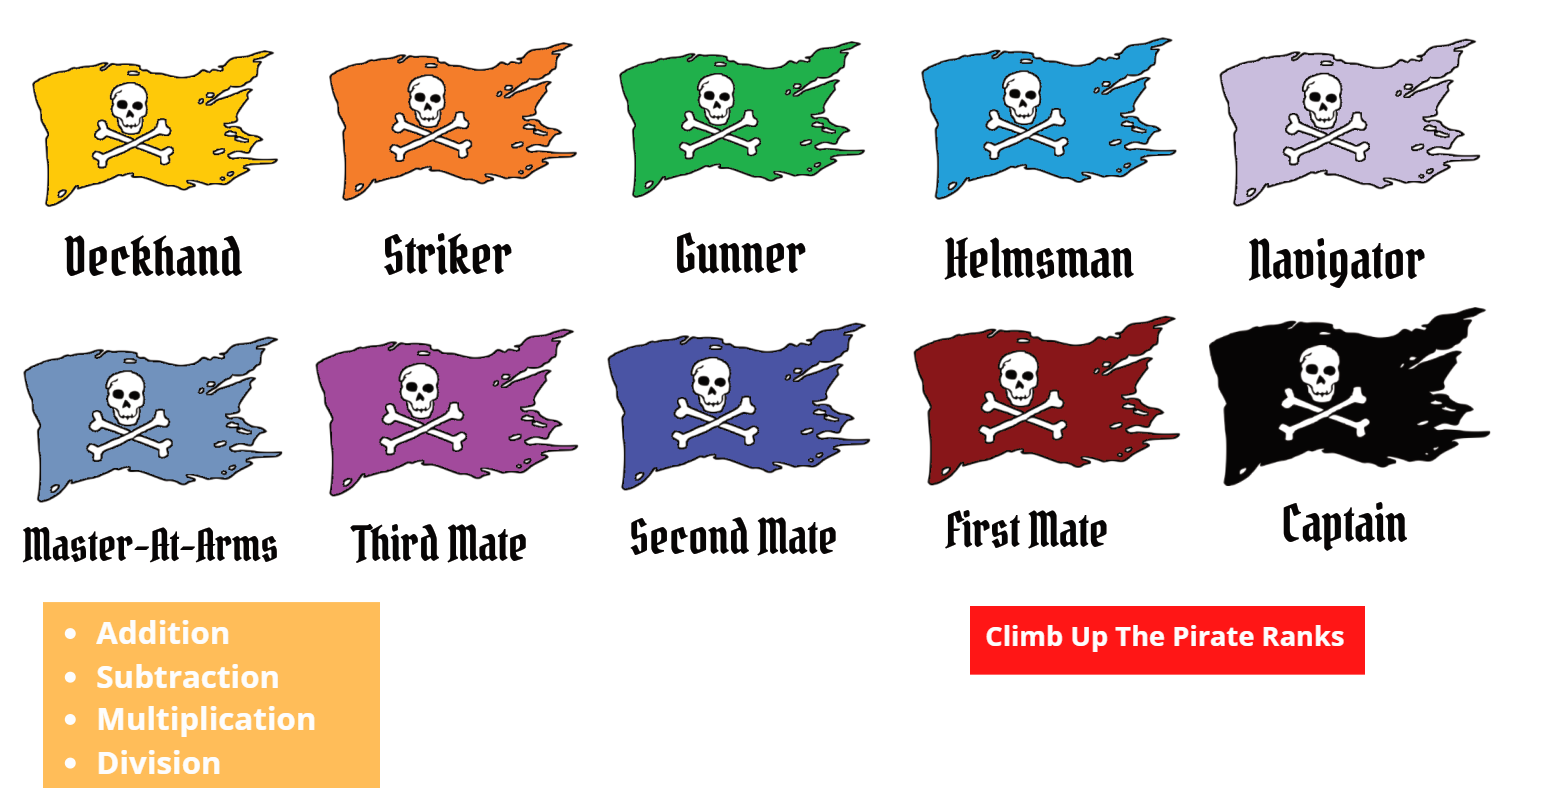 Deckhand
Striker
Gunner
Helmsman
Navigator
Master-At-Arms
Third Mate
Second Mate
First Mate
Captain
• Addition
• Subtraction
• Multiplication
• Division
Climb Up The Pirate Ranks